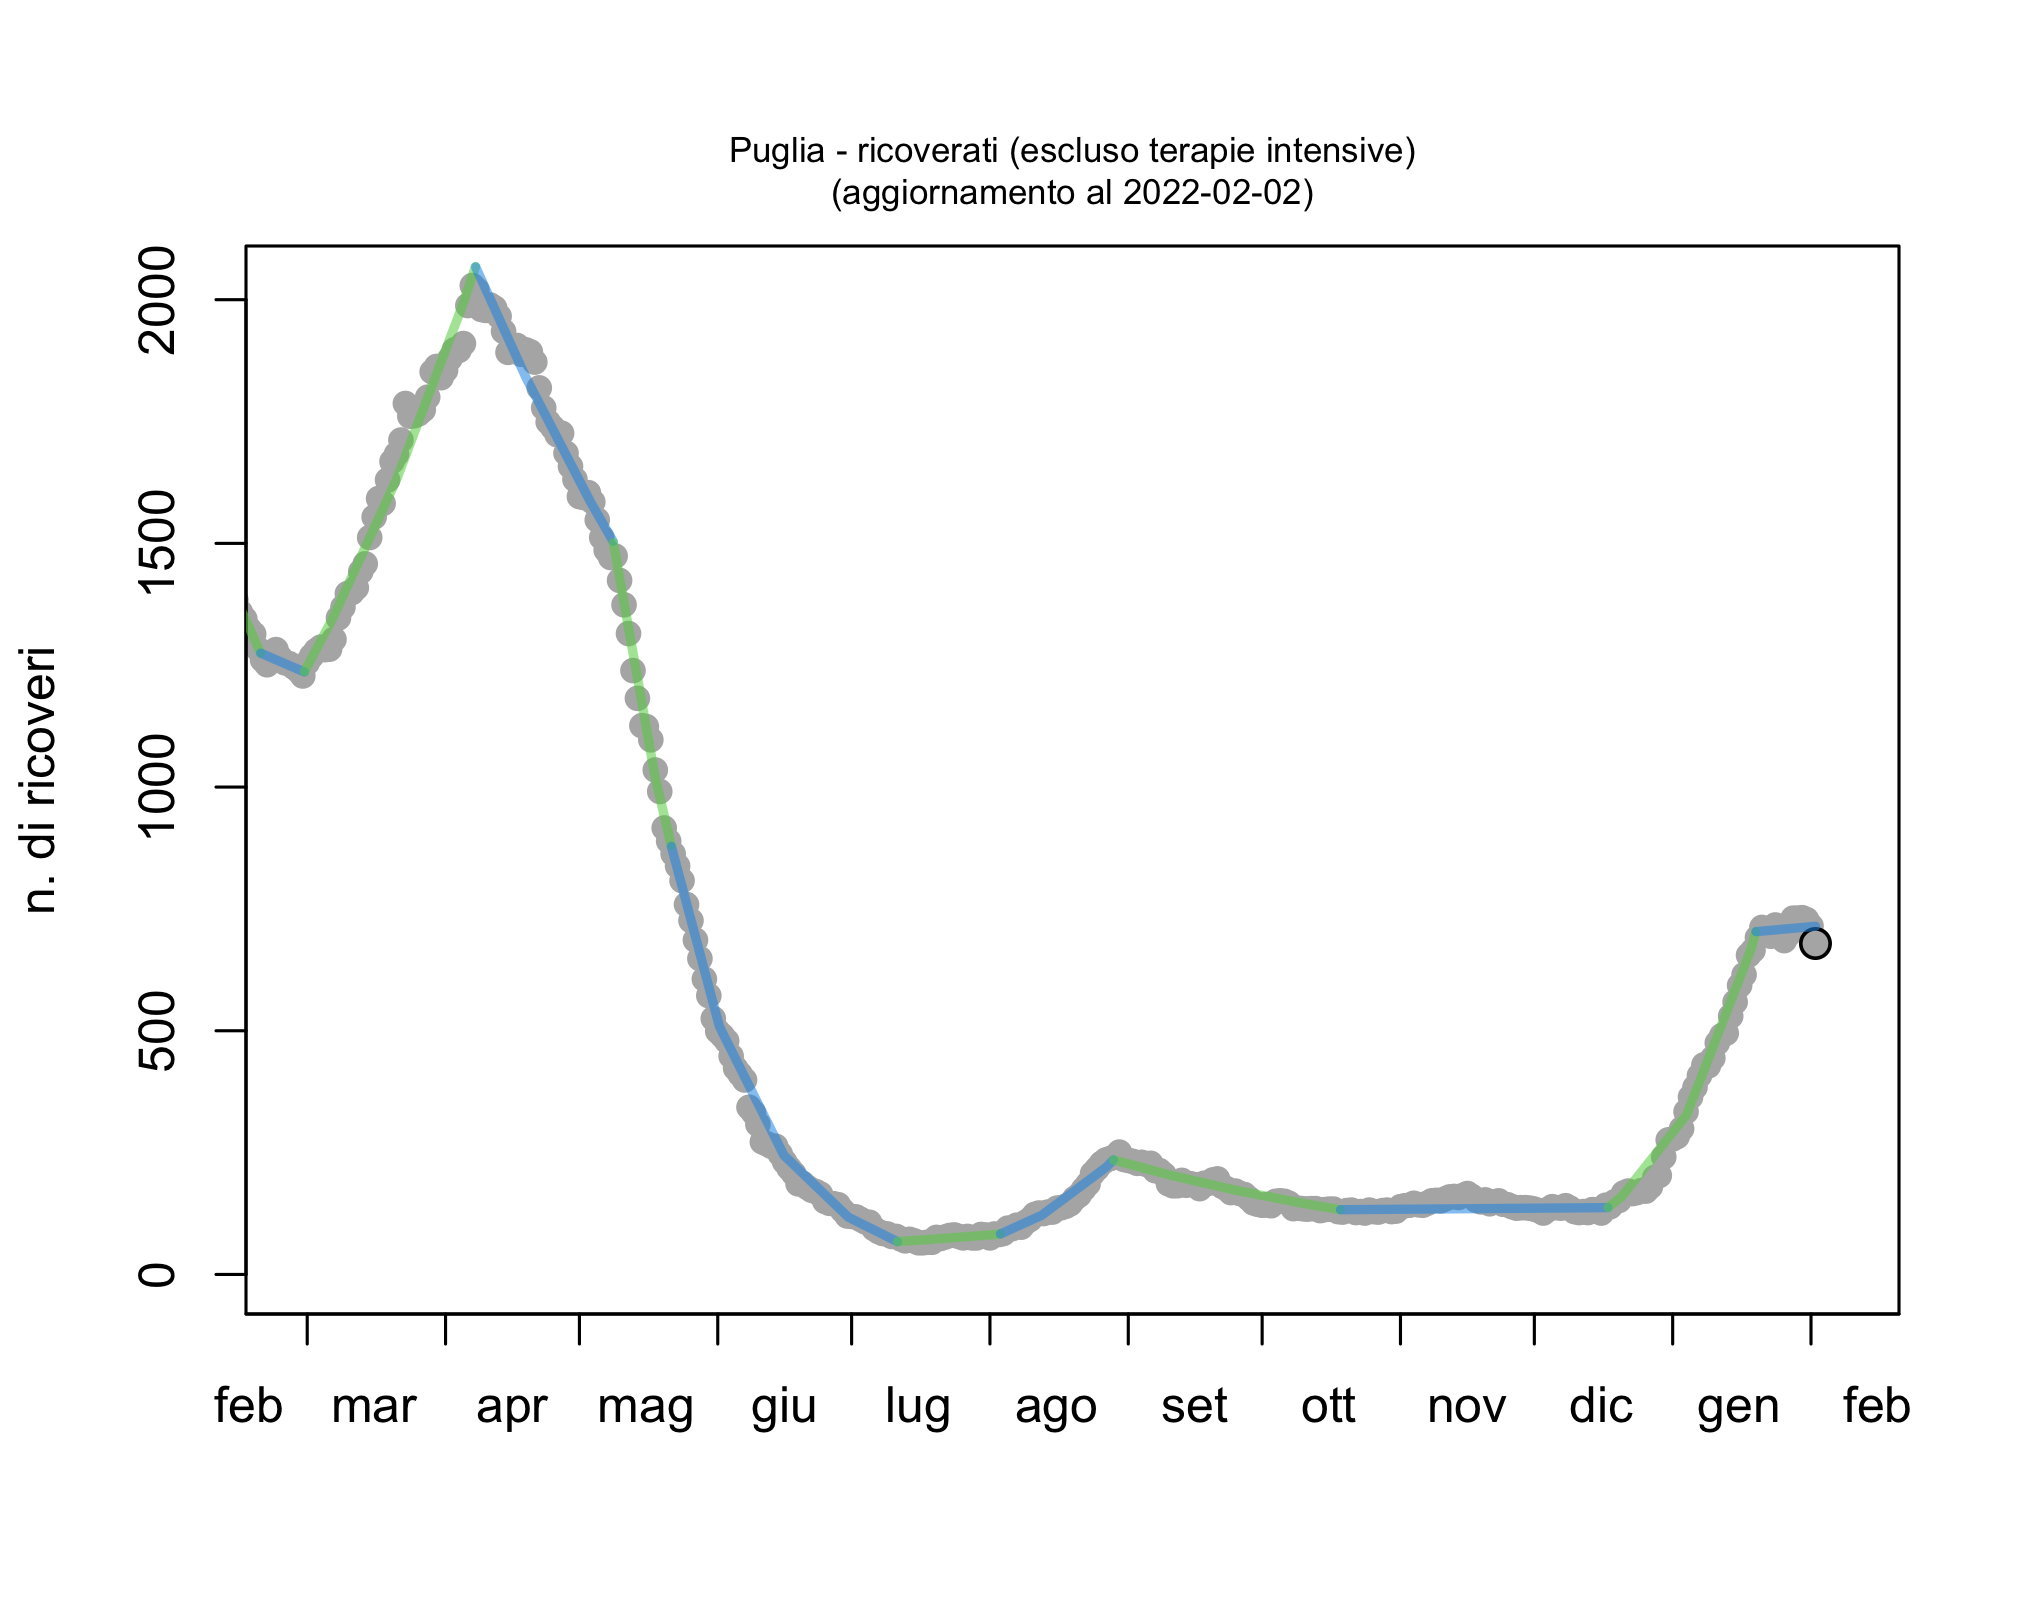 Puglia - ricoverati (escluso terapie intensive)
(aggiornamento al 2022-02-02)
n. di ricoveri
2000
1500
1000
500
0
feb mar apr mag giu lug ago set ott nov dic gen feb